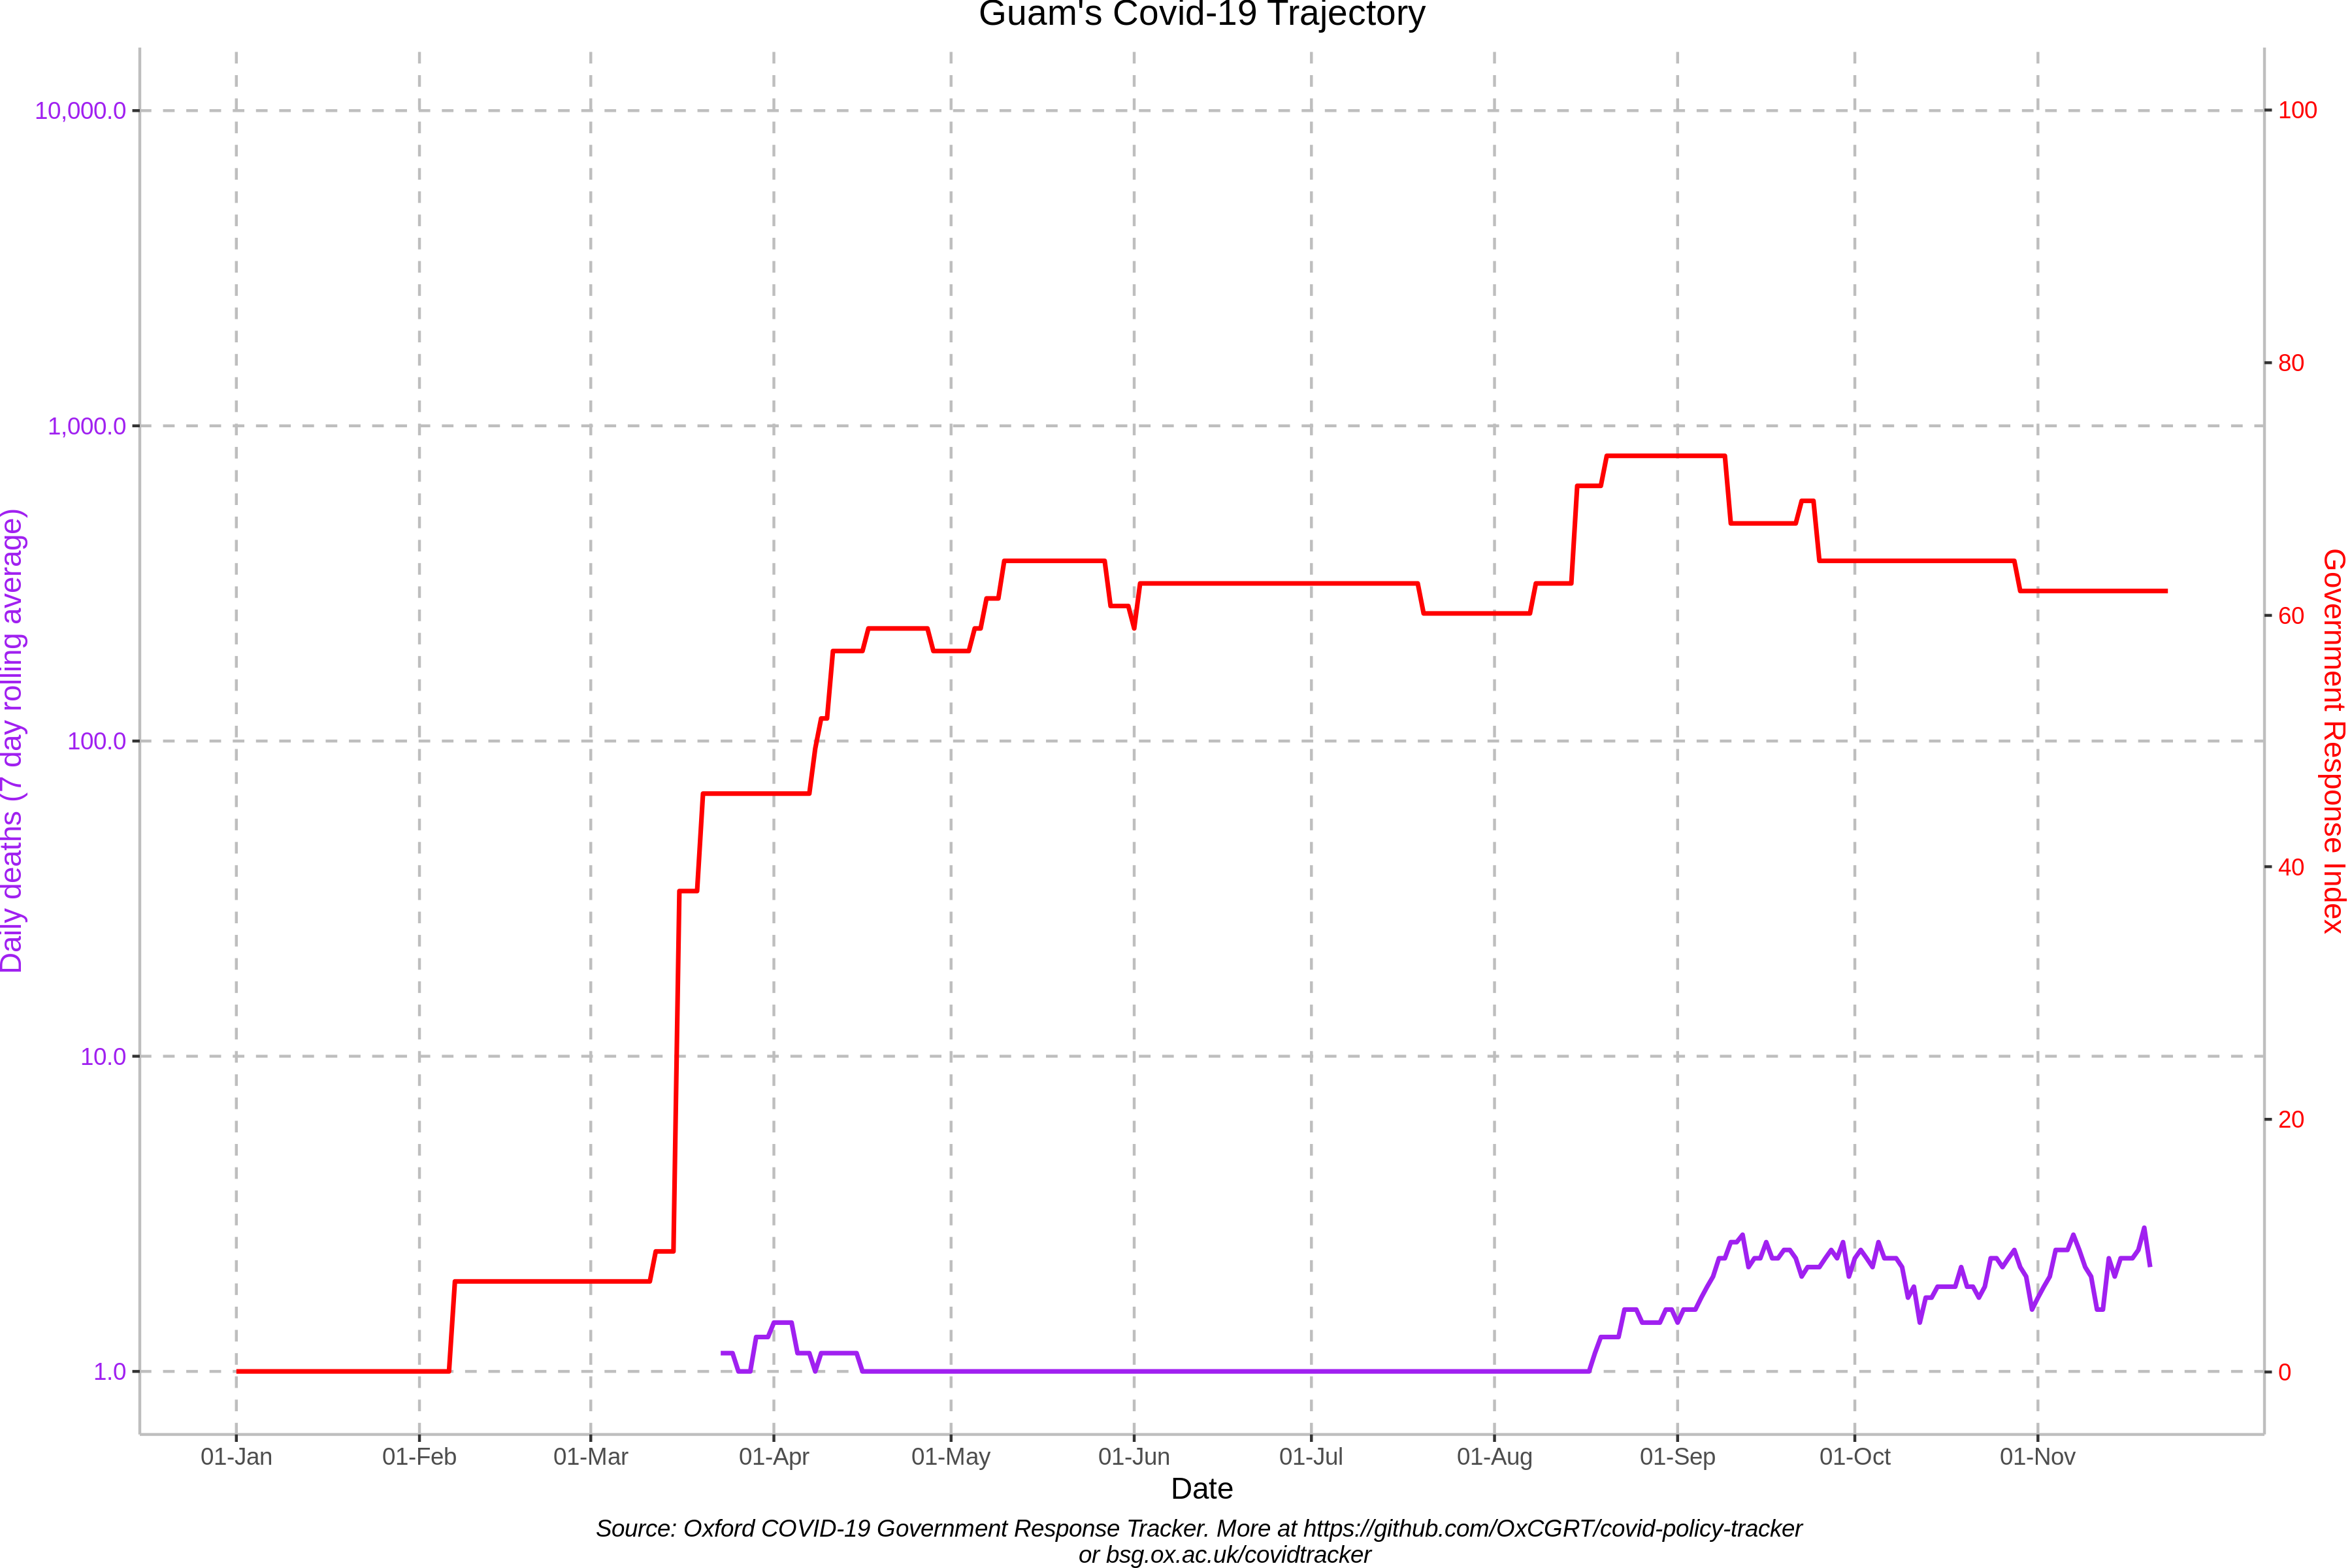 Guam's Covid-19 Trajectory
10,000.0
1,000.0
100.0
10.0
1.0
Daily deaths (7 day rolling average)
100
80
60
40
20
0
Government Response Index
01-Jan 01-Feb 01-Mar 01-Apr 01-May 01-Jun 01-Jul 01-Aug 01-Sep 01-Oct 01-Nov
Date
Source: Oxford COVID-19 Government Response Tracker. More at https://github.com/OxCGRT/covid-policy-tracker
or bsg.ox.ac.uk/covidtracker